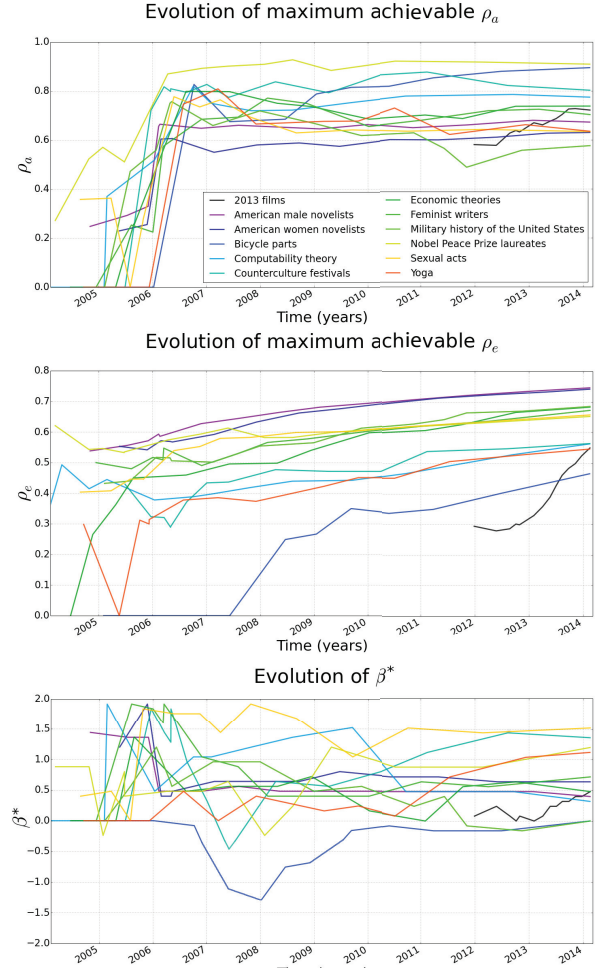 Evolution of maximum achievable ρa
1.0
0.8
0.6
0.4
0.2
0.0
ρa
2013 films
American male novelists
American women novelists
Bicycle parts
Computability theory
Counterculture festivals
Economic theories
Feminist writers
Military history of the United States
Nobel Peace Prize laureates
Sexual acts
Yoga
2005 2006 2007 2008 2009 2010 2011 2012 2013 2014
Time (years)
Evolution of maximum achievable ρe
0.8
0.7
0.6
0.5
0.4
0.3
0.2
0.1
0.0
ρe
2005 2006 2007 2008 2009 2010 2011 2012 2013 2014
Time (years)
Evolution of β*
2.0
1.5
1.0
0.5
0.0
−0.5
−1.0
−1.5
−2.0
β*
2005 2006 2007 2008 2009 2010 2011 2012 2013 2014